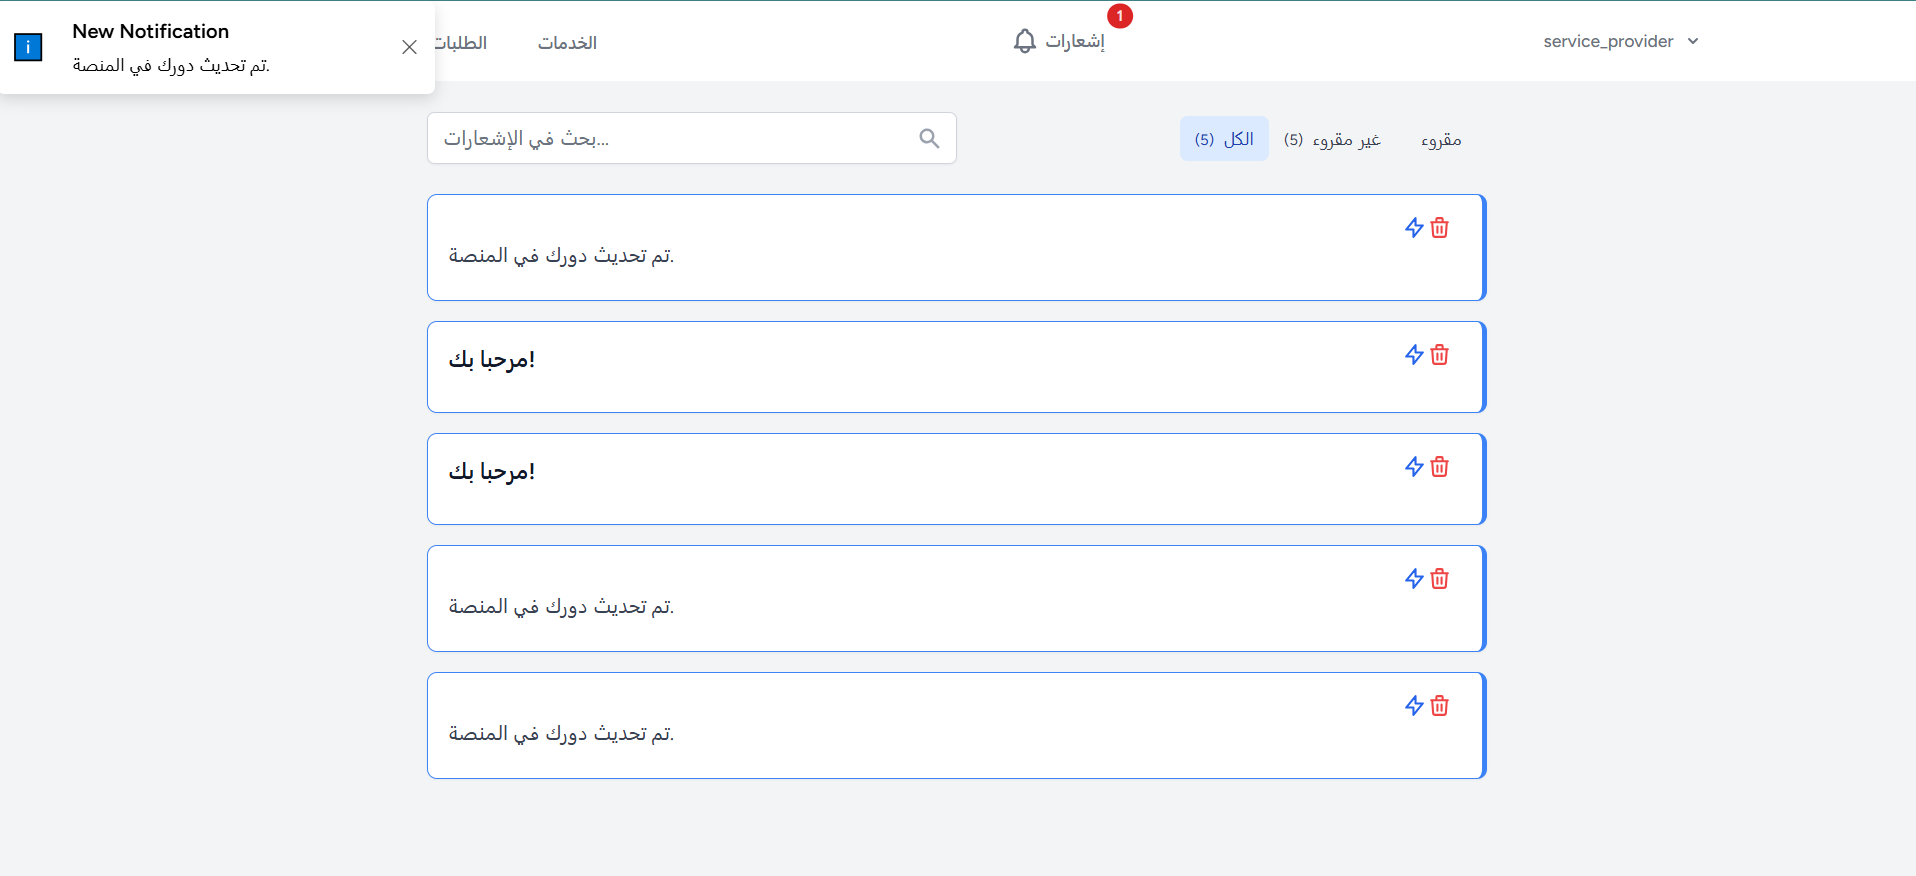 New Notification
تم تحديث دورك في المنصة.
الطلبات
الخدمات
إشعارات
1
service_provider
بحث في الإشعارات...
الكل (5)
غير مقروء (5)
مقروء
تم تحديث دورك في المنصة.
مرحبا بك!
مرحبا بك!
تم تحديث دورك في المنصة.
تم تحديث دورك في المنصة.